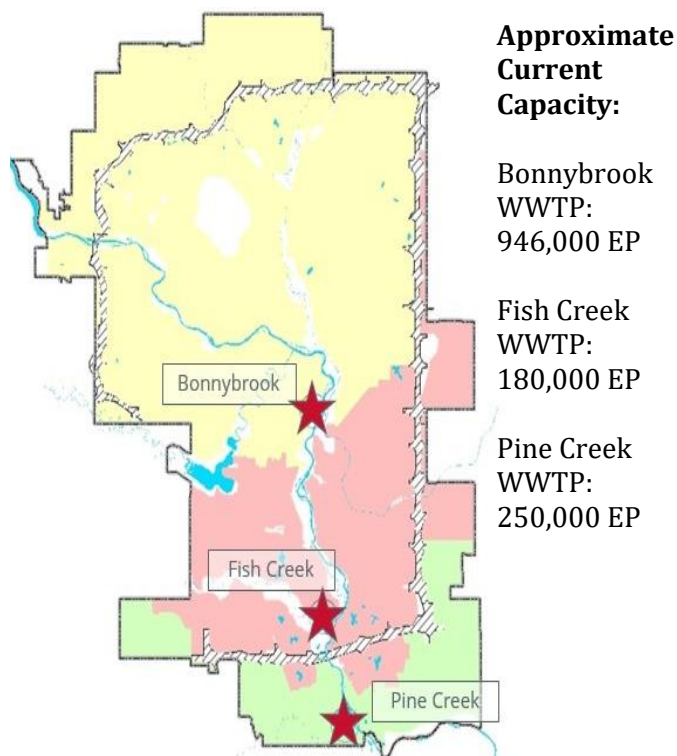 Approximate
Current
Capacity:
Bonnybrook
WWTP:
946,000 EP
Fish Creek
WWTP:
180,000 EP
Pine Creek
WWTP:
250,000 EP
Bonnybrook
Fish Creek
Pine Creek